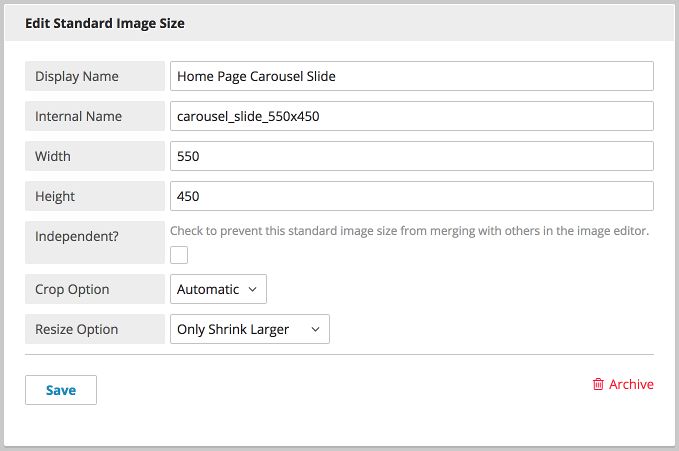 Edit Standard Image Size
Display Name Home Page Carousel Slide
Internal Name carousel_slide_550x450
Width 550
Height 450
Independent? Check to prevent this standard image size from merging with others in the image editor.
Crop Option Automatic
Resize Option Only Shrink Larger
Save Archive